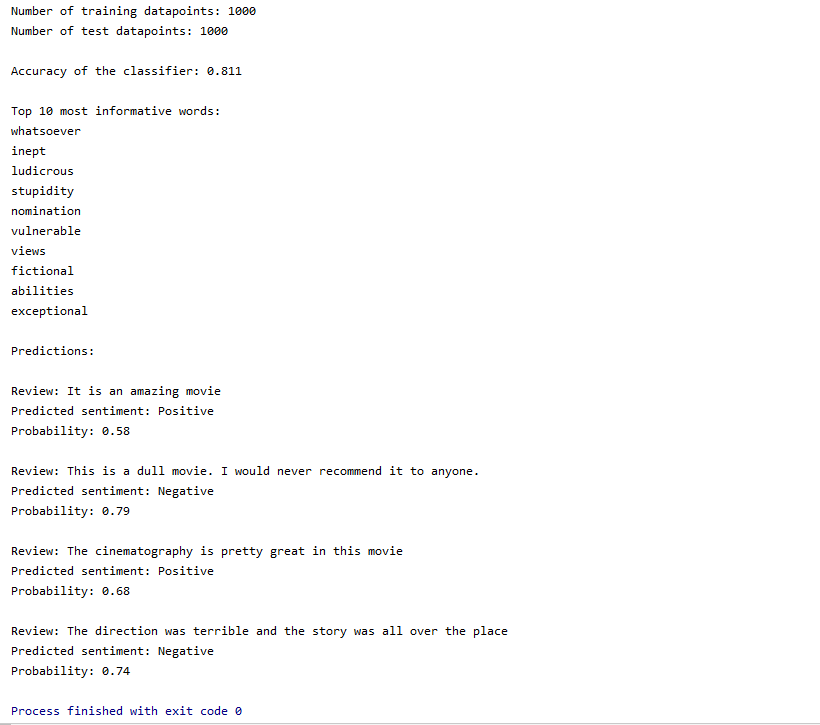 Number of training datapoints: 1000
Number of test datapoints: 1000
Accuracy of the classifier: 0.811
Top 10 most informative words:
whatsoever
inept
ludicrous
stupidity
nomination
vulnerable
views
fictional
abilities
exceptional
Predictions:
Review: It is an amazing movie
Predicted sentiment: Positive
Probability: 0.58
Review: This is a dull movie. I would never recommend it to anyone.
Predicted sentiment: Negative
Probability: 0.79
Review: The cinematography is pretty great in this movie
Predicted sentiment: Positive
Probability: 0.68
Review: The direction was terrible and the story was all over the place
Predicted sentiment: Negative
Probability: 0.74
Process finished with exit code 0